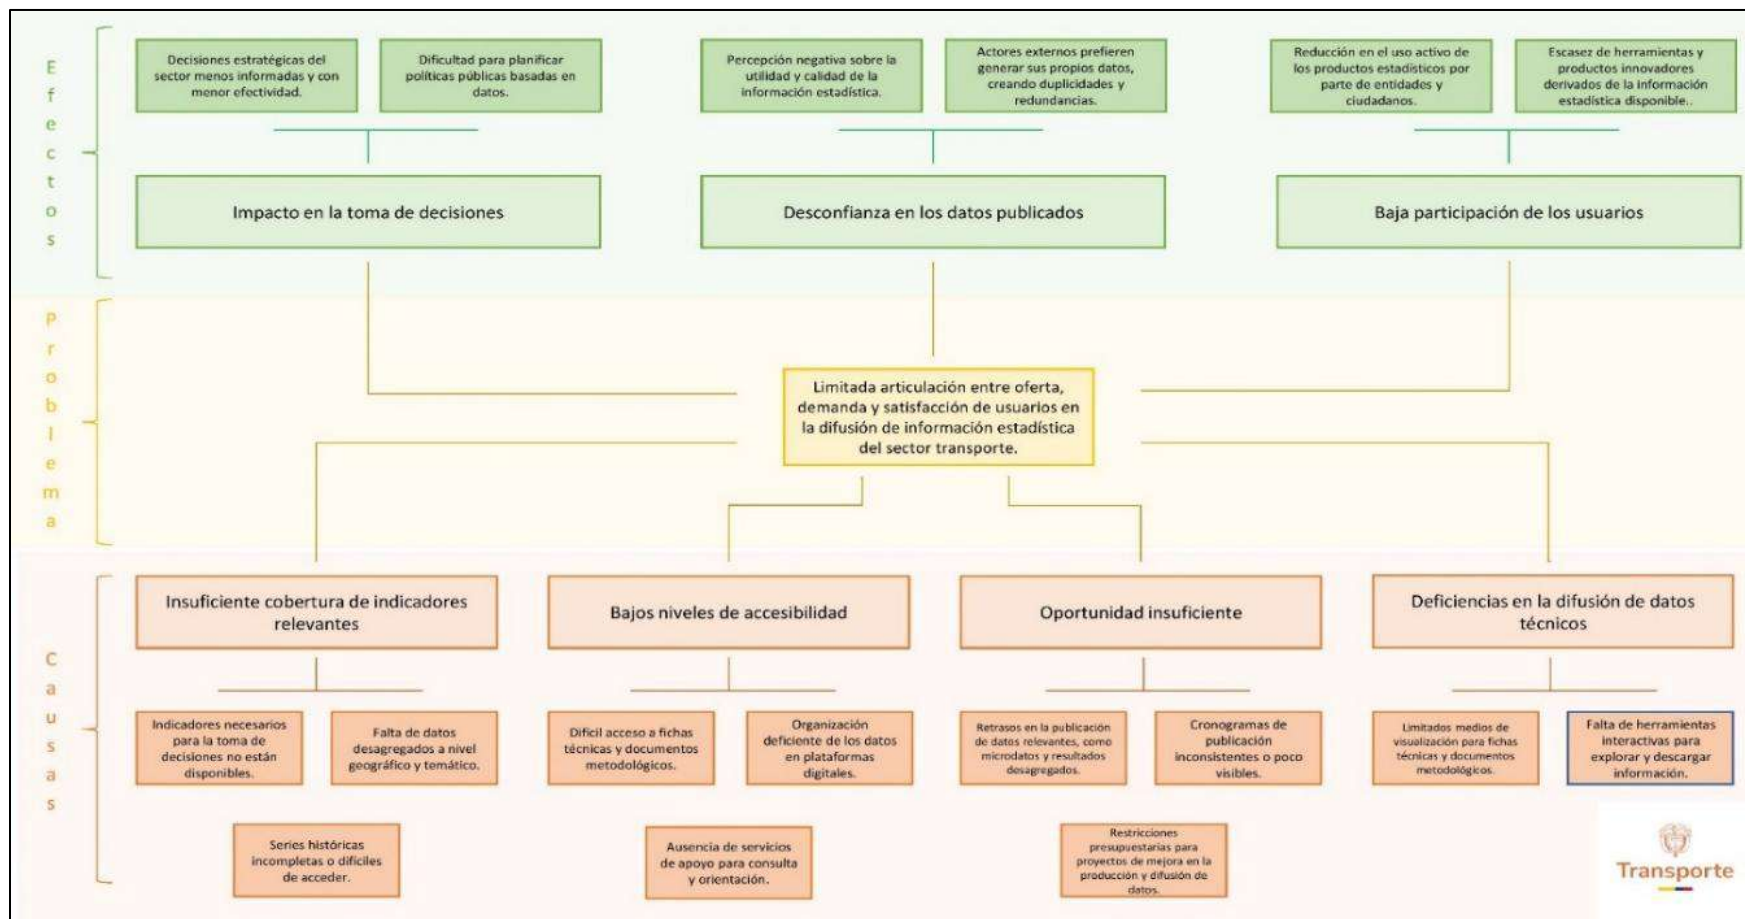 Efectos
Decisiones estratégicas del
sector menos informadas y con
menor efectividad.
Dificultad para planificar
políticas públicas basadas en
datos.
Percepción negativa sobre la
utilidad y calidad de la
información estadística.
Actores externos prefieren
generar sus propios datos,
creando duplicidades y
redundancias.
Reducción en el uso activo de
los productos estadísticos por
parte de entidades y
ciudadanos.
Escasez de herramientas y
productos innovadores
derivados de la información
estadística disponible..
Impacto en la toma de decisiones
Desconfianza en los datos publicados
Baja participación de los usuarios
Problema
Limitada articulación entre oferta,
demanda y satisfacción de usuarios en
la difusión de información estadística
del sector transporte.
Causas
Insuficiente cobertura de indicadores
relevantes
Bajos niveles de accesibilidad
Oportunidad insuficiente
Deficiencias en la difusión de datos
técnicos
Indicadores necesarios
para la toma de
decisiones no están
disponibles.
Falta de datos
desagregados a nivel
geográfico y temático.
Difícil acceso a fichas
técnicas y documentos
metodológicos.
Organización
deficiente de los datos
en plataformas
digitales.
Retrasos en la publicación
de datos relevantes, como
microdatos y resultados
desagregados.
Cronogramas de
publicación
inconsistentes o poco
visibles.
Limitados medios de
visualización para fichas
técnicas y documentos
metodológicos.
Falta de herramientas
interactivas para
explorar y descargar
información.
Series históricas
incompletas o difíciles
de acceder.
Ausencia de servicios
de apoyo para consulta
y orientación.
Restricciones
presupuestarias para
proyectos de mejora en la
producción y difusión de
datos.
Transporte